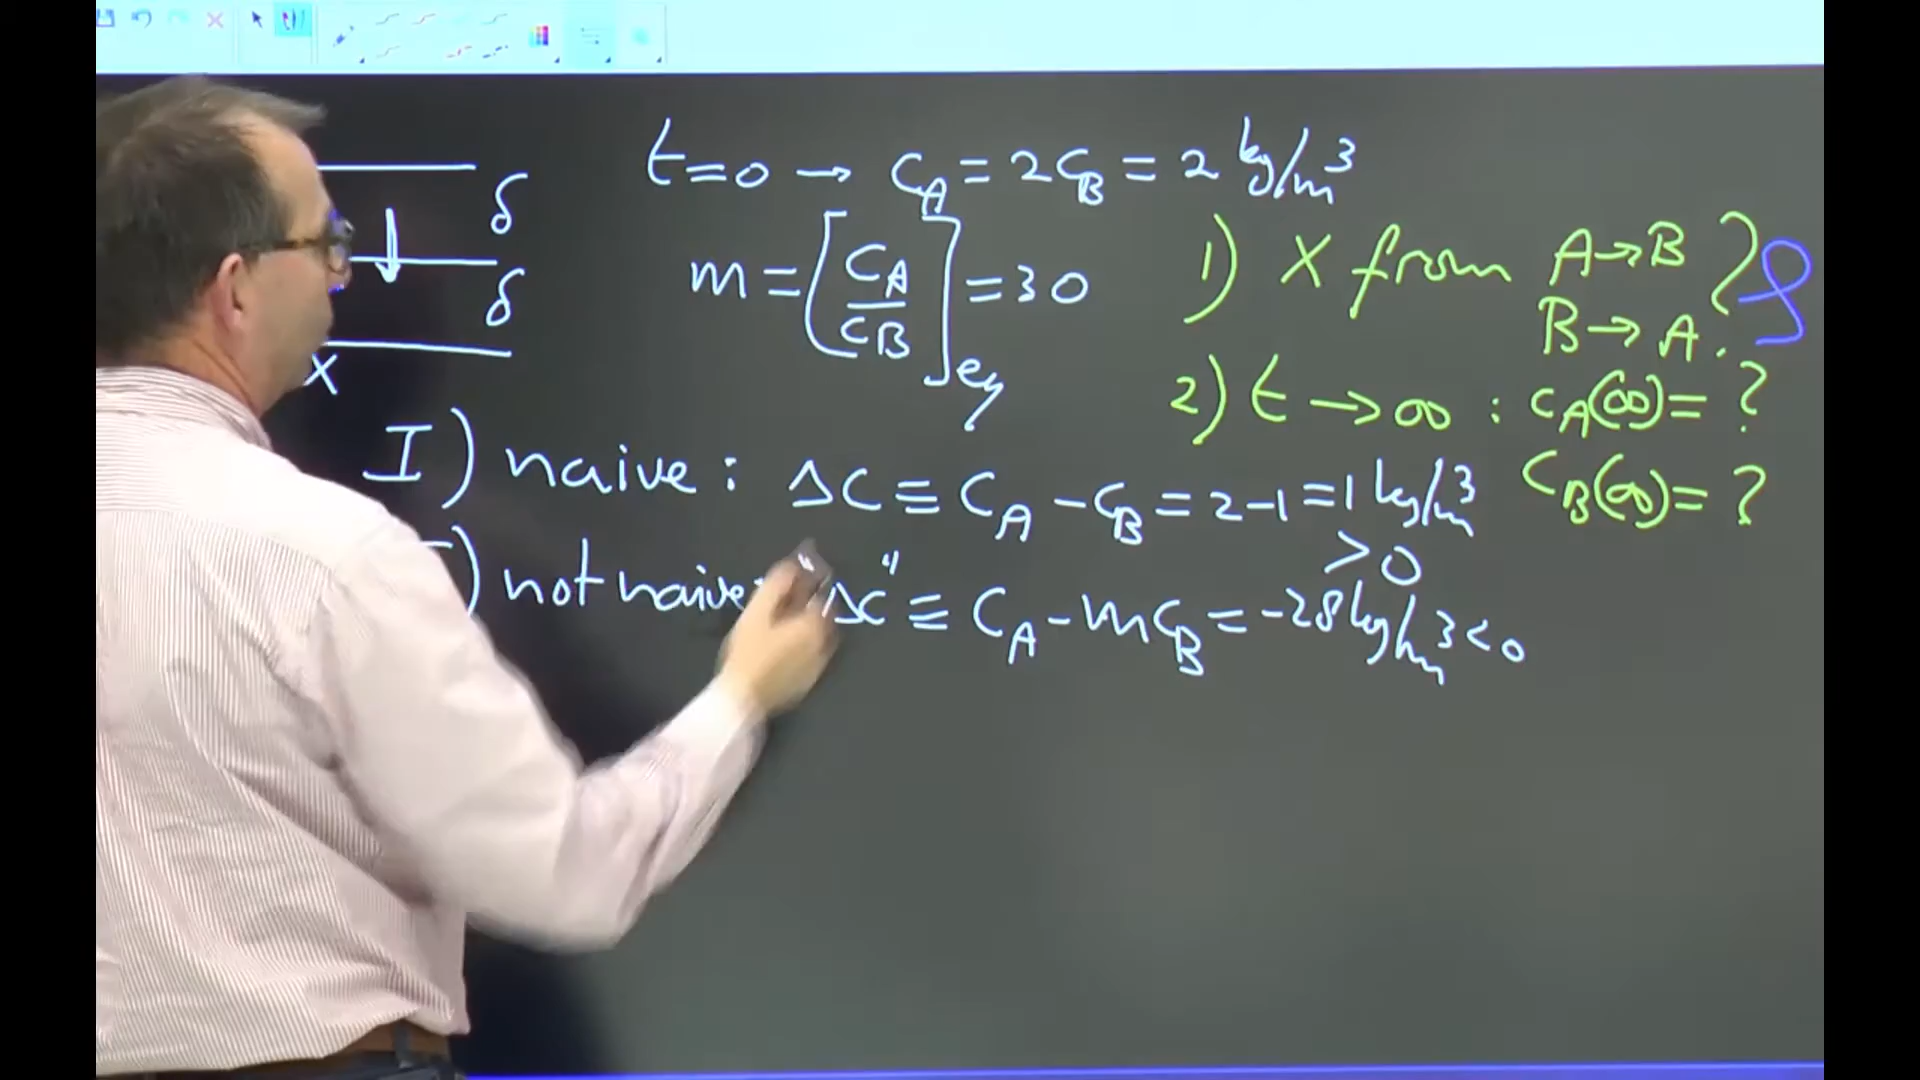 t=0 → C_A = 2C_B = 2 kg/m³
δ
m = [C_A/C_B]_eq = 30
δ
X
1) X from A→B ?
B→A.
2) t → ∞ : C_A(∞) = ?
C_B(∞) = ?
I) naive: ΔC ≡ C_A - C_B = 2-1 = 1 kg/m³
> 0
I) not naive: "ΔC" ≡ C_A - mC_B = -28 kg/m³ < 0